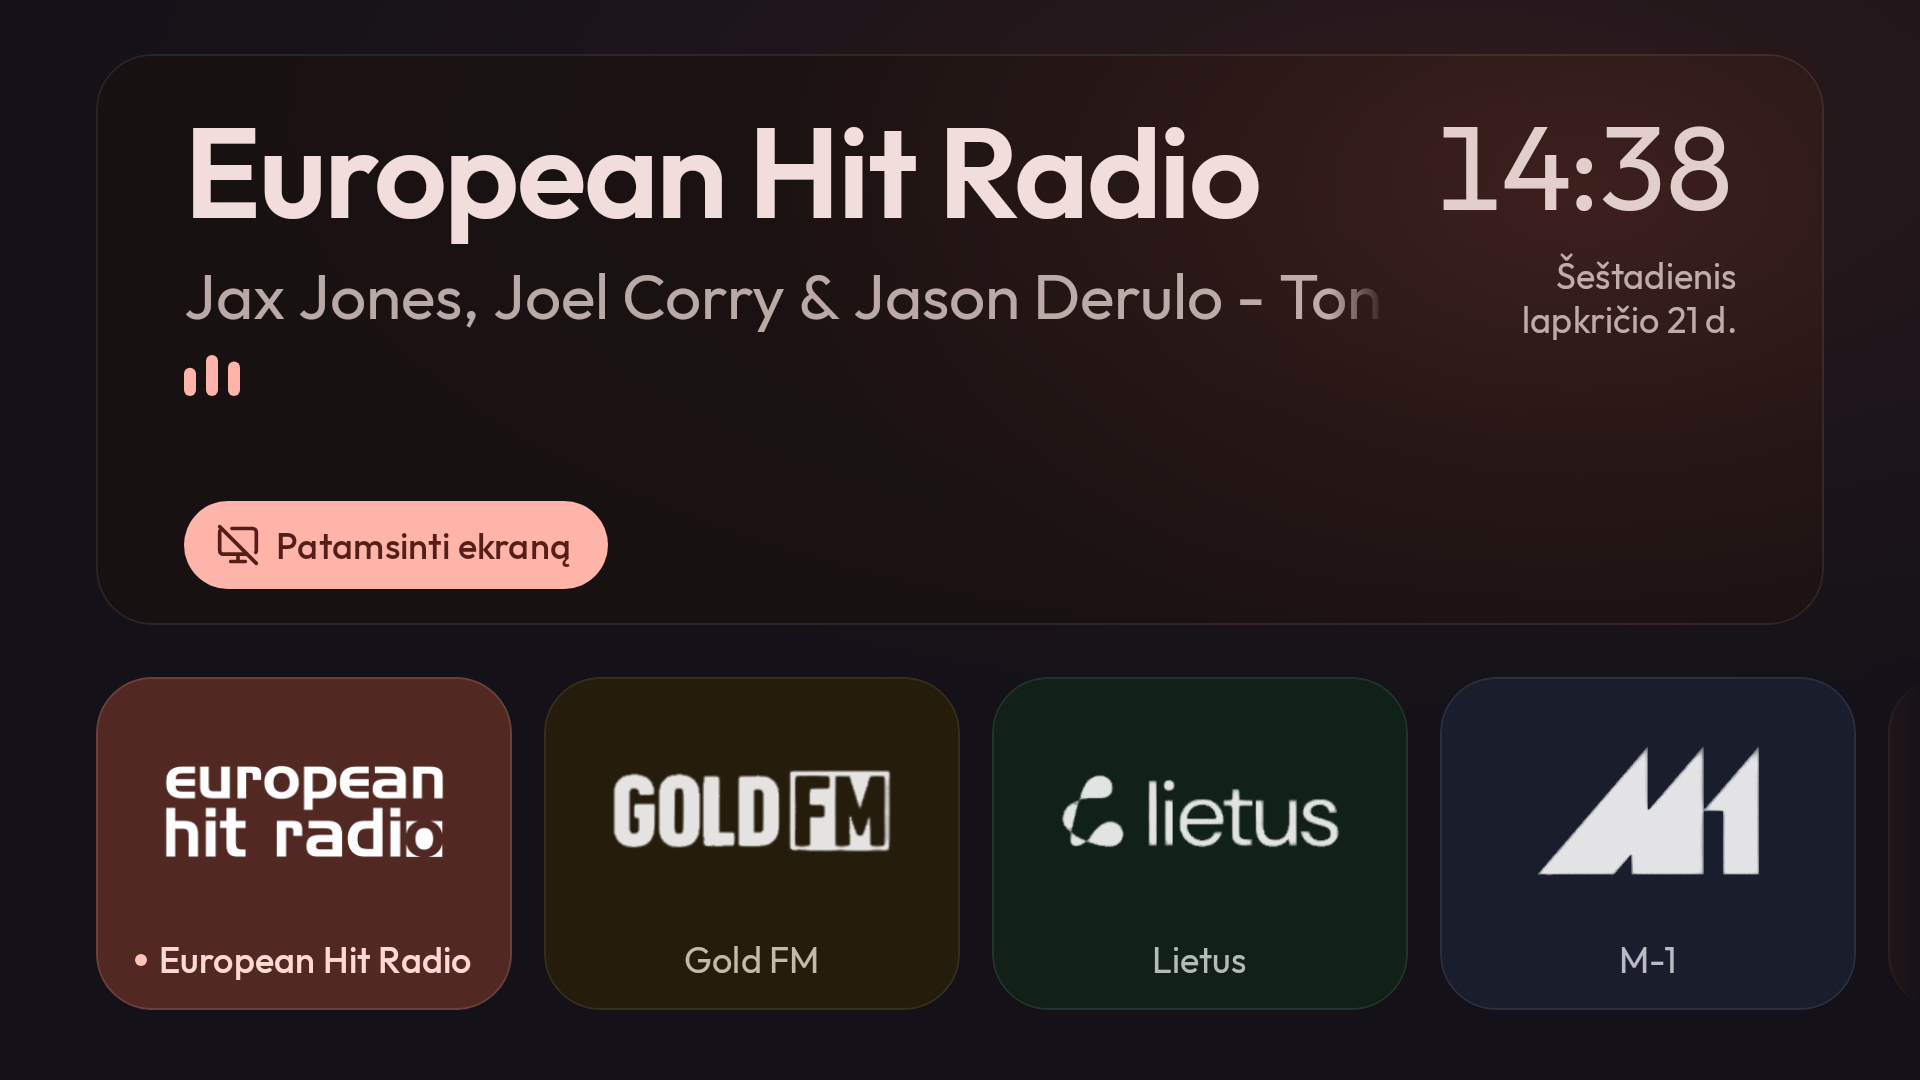 European Hit Radio
14:38
Jax Jones, Joel Corry & Jason Derulo - Ton
Šeštadienis
lapkričio 21 d.
Patamsinti ekraną
european
hit radio
GOLD FM
lietus
M1
European Hit Radio
Gold FM
Lietus
M-1